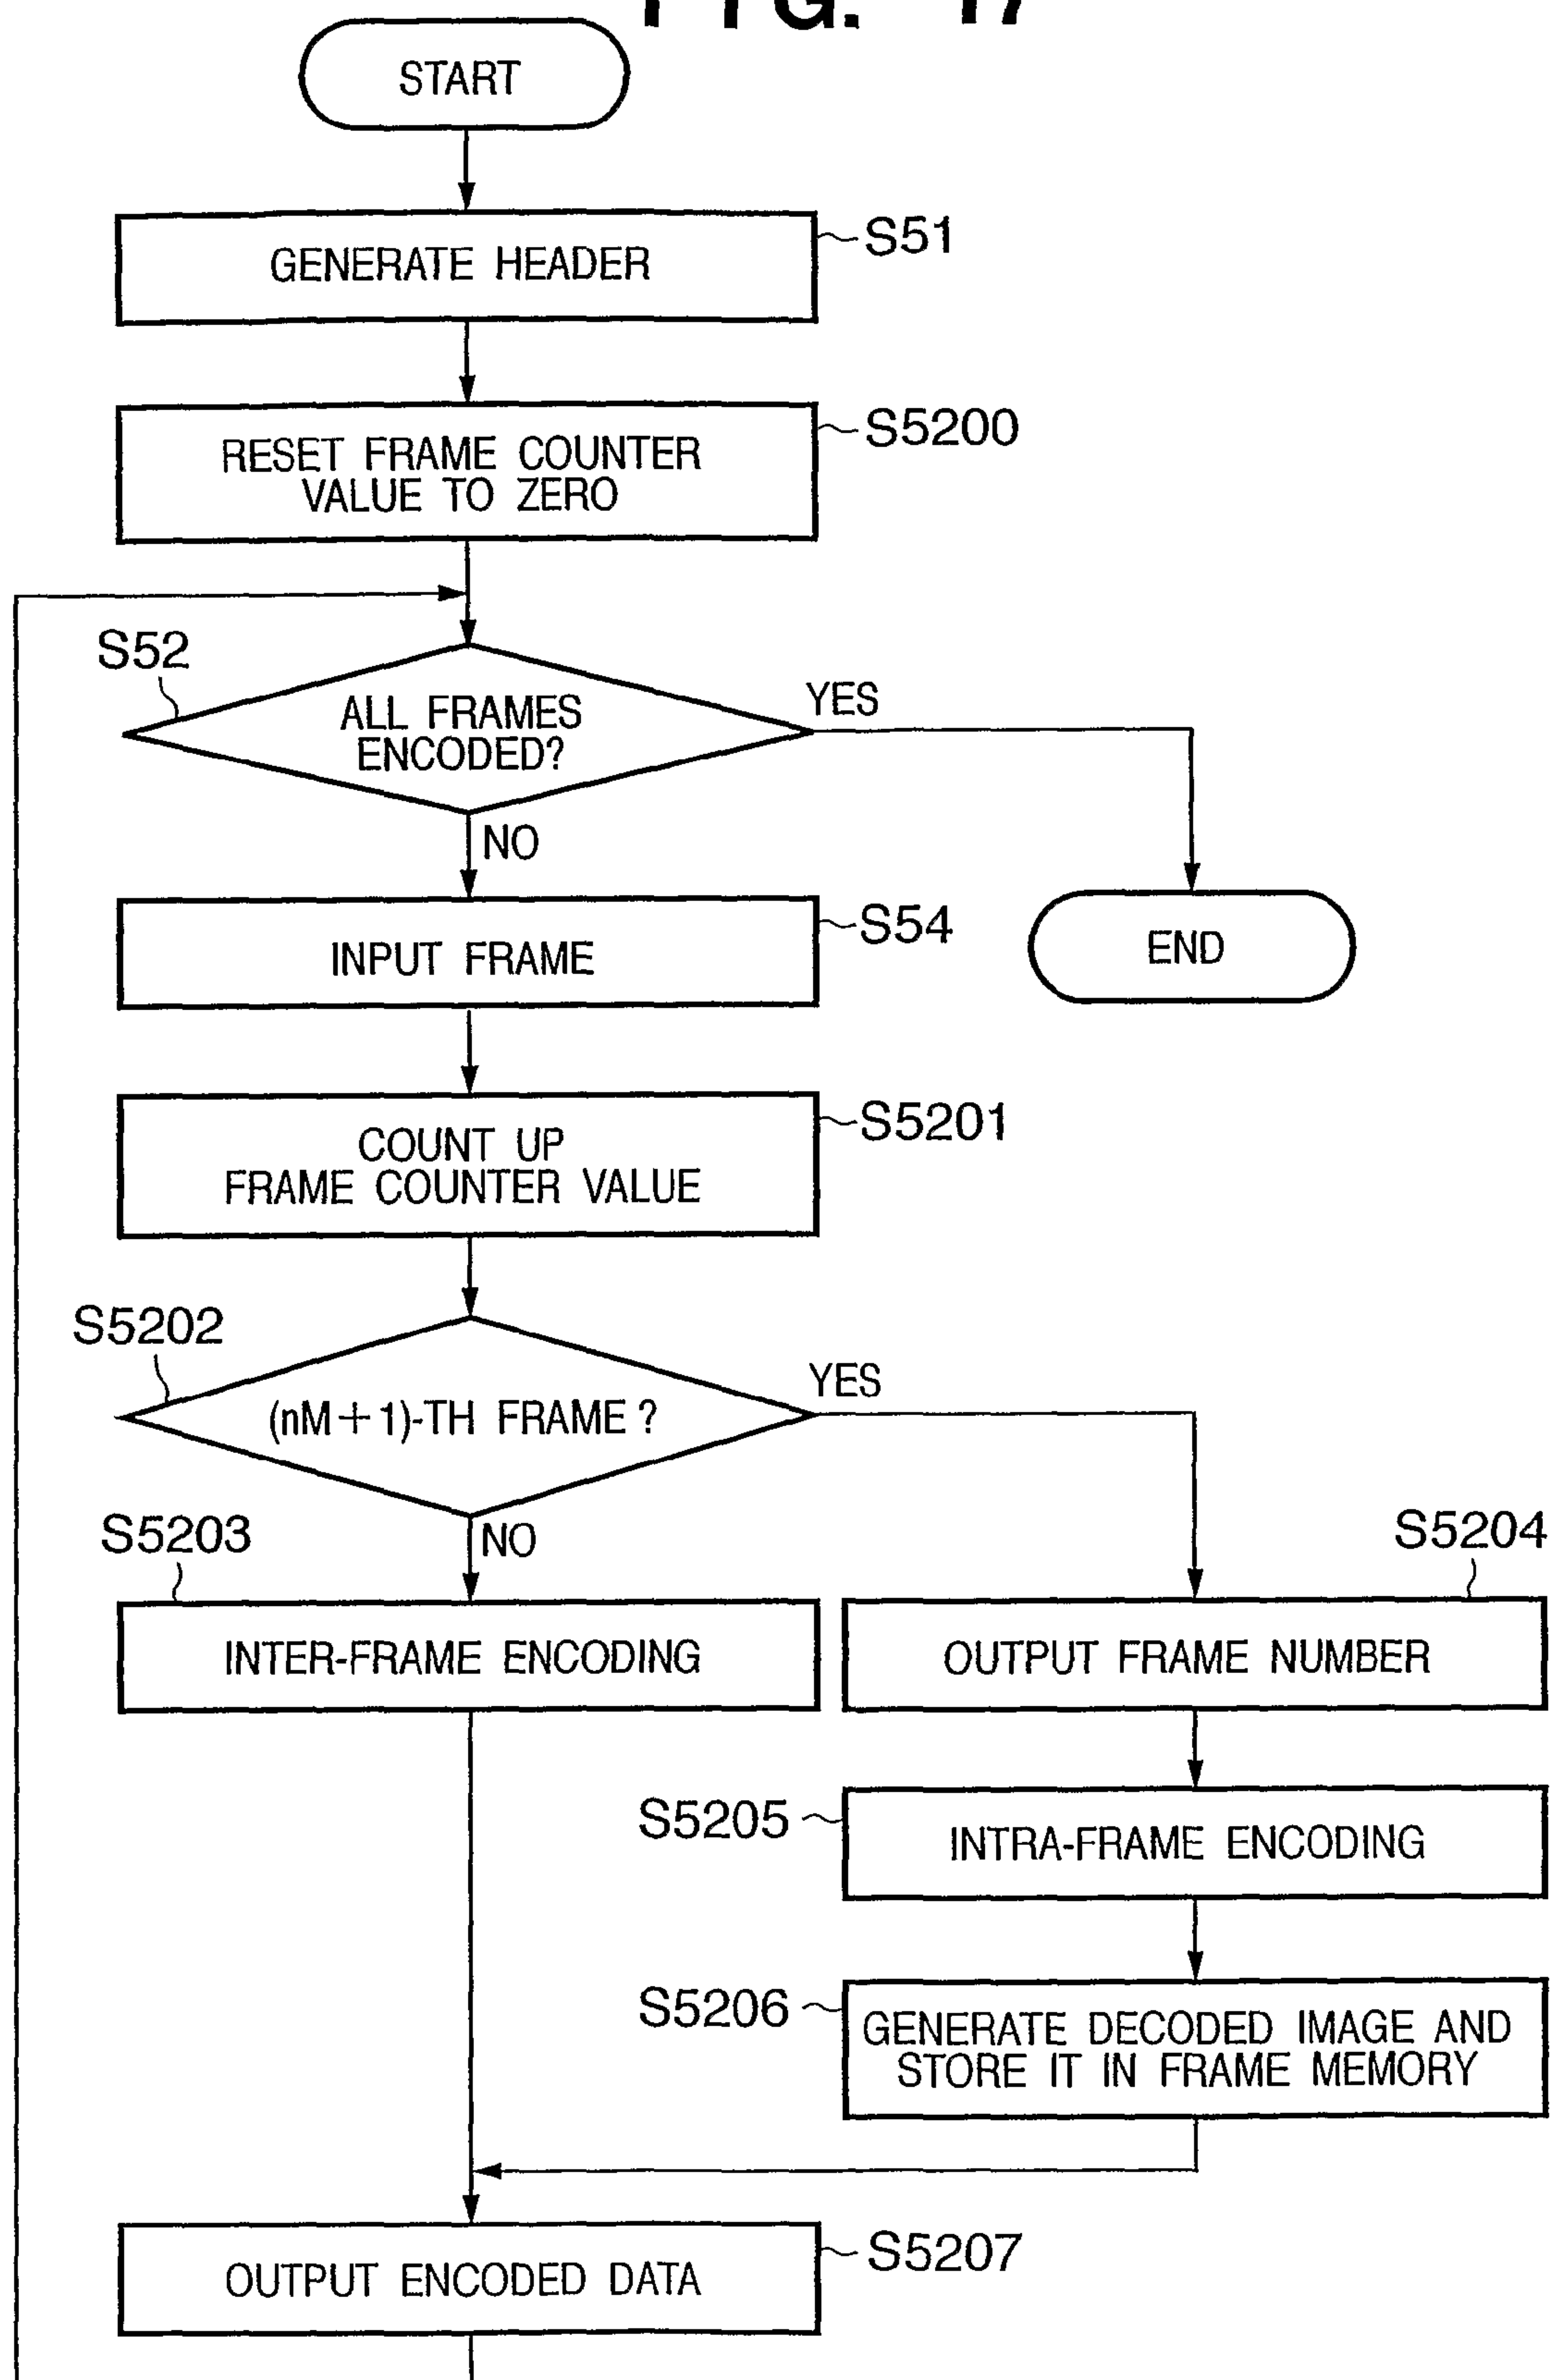 FIG. 17
START
GENERATE HEADER
S51
RESET FRAME COUNTER
VALUE TO ZERO
S5200
S52
ALL FRAMES
ENCODED?
YES
NO
INPUT FRAME
S54
END
COUNT UP
FRAME COUNTER VALUE
S5201
S5202
(nM+1)-TH FRAME?
YES
NO
S5203
INTER-FRAME ENCODING
S5204
OUTPUT FRAME NUMBER
S5205
INTRA-FRAME ENCODING
S5206
GENERATE DECODED IMAGE AND
STORE IT IN FRAME MEMORY
OUTPUT ENCODED DATA
S5207